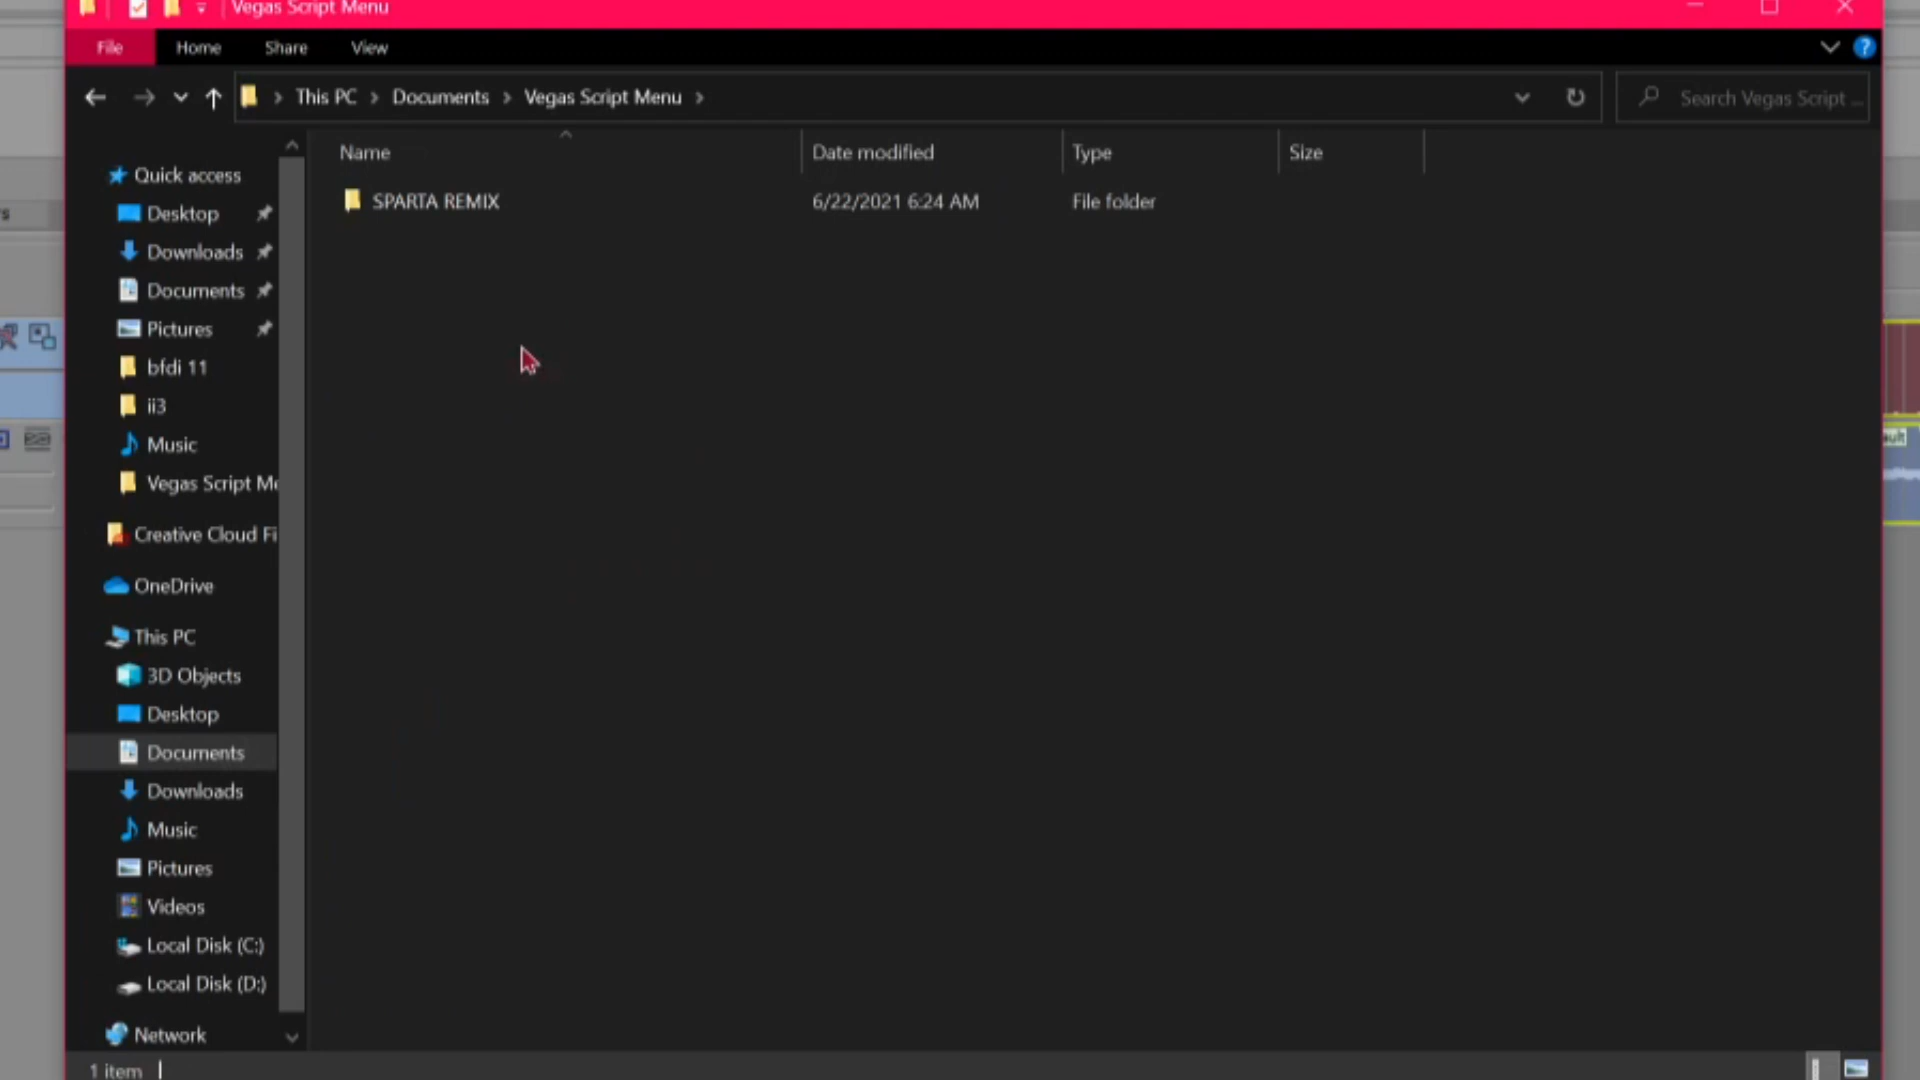 Vegas Script Menu
File Home Share View
This PC Documents Vegas Script Menu
Search Vegas Script ...
Name Date modified Type Size
SPARTA REMIX 6/22/2021 6:24 AM File folder
Quick access
Desktop
Downloads
Documents
Pictures
bfdi 11
ii3
Music
Vegas Script Me
Creative Cloud Fi
OneDrive
This PC
3D Objects
Desktop
Documents
Downloads
Music
Pictures
Videos
Local Disk (C:)
Local Disk (D:)
Network
1 item